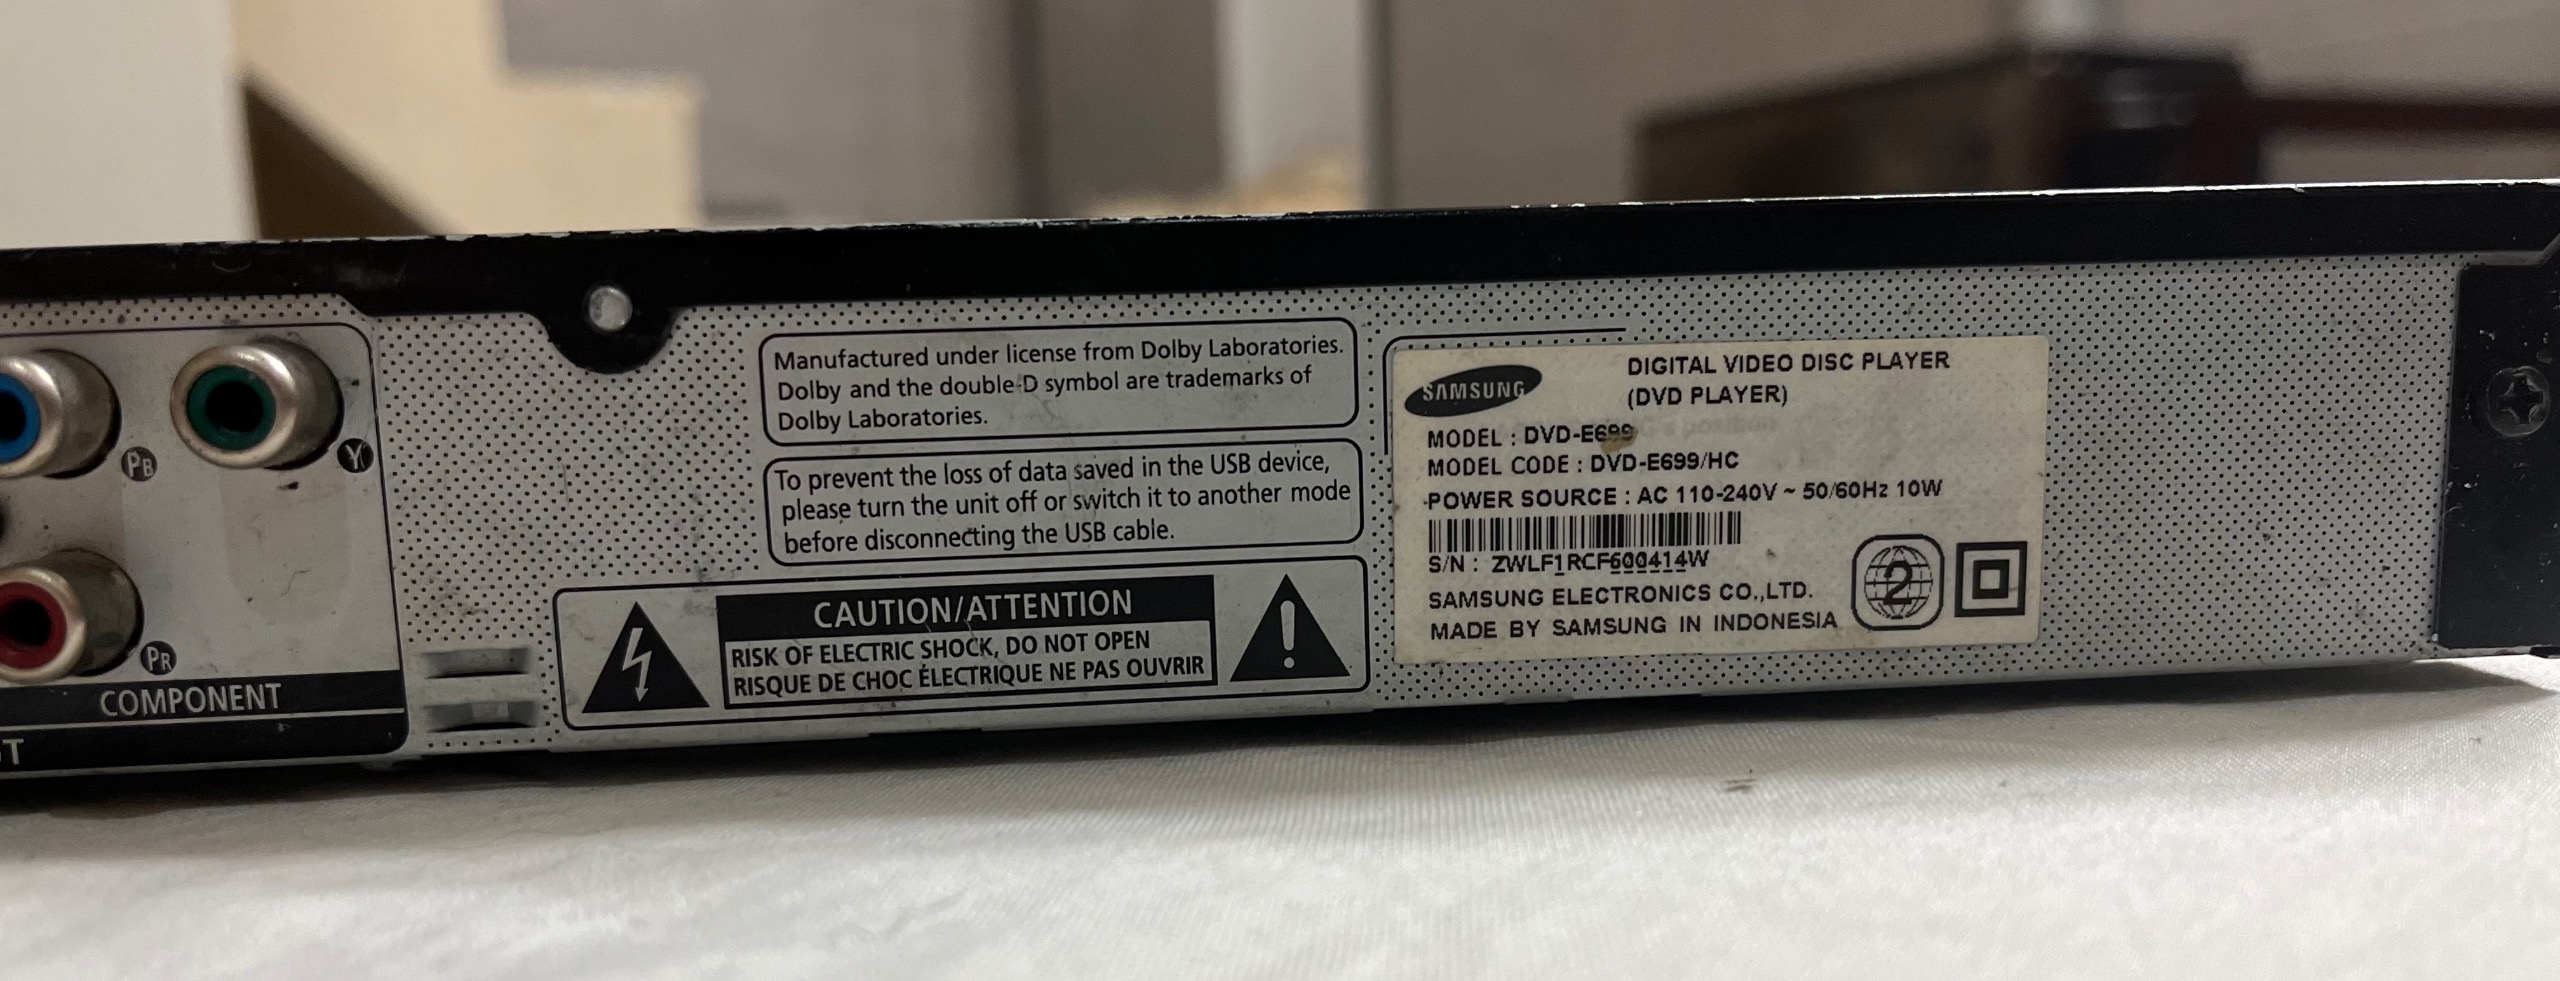 PB
Y
PR
COMPONENT
T
Manufactured under license from Dolby Laboratories.
Dolby and the double-D symbol are trademarks of
Dolby Laboratories.
To prevent the loss of data saved in the USB device,
please turn the unit off or switch it to another mode
before disconnecting the USB cable.
CAUTION/ATTENTION
RISK OF ELECTRIC SHOCK, DO NOT OPEN
RISQUE DE CHOC ÉLECTRIQUE NE PAS OUVRIR
SAMSUNG
DIGITAL VIDEO DISC PLAYER
(DVD PLAYER)
MODEL : DVD-E699
MODEL CODE : DVD-E699/HC
POWER SOURCE : AC 110-240V ~ 50/60Hz 10W
S/N : ZWLF1RCF600414W
SAMSUNG ELECTRONICS CO.,LTD.
MADE BY SAMSUNG IN INDONESIA
2